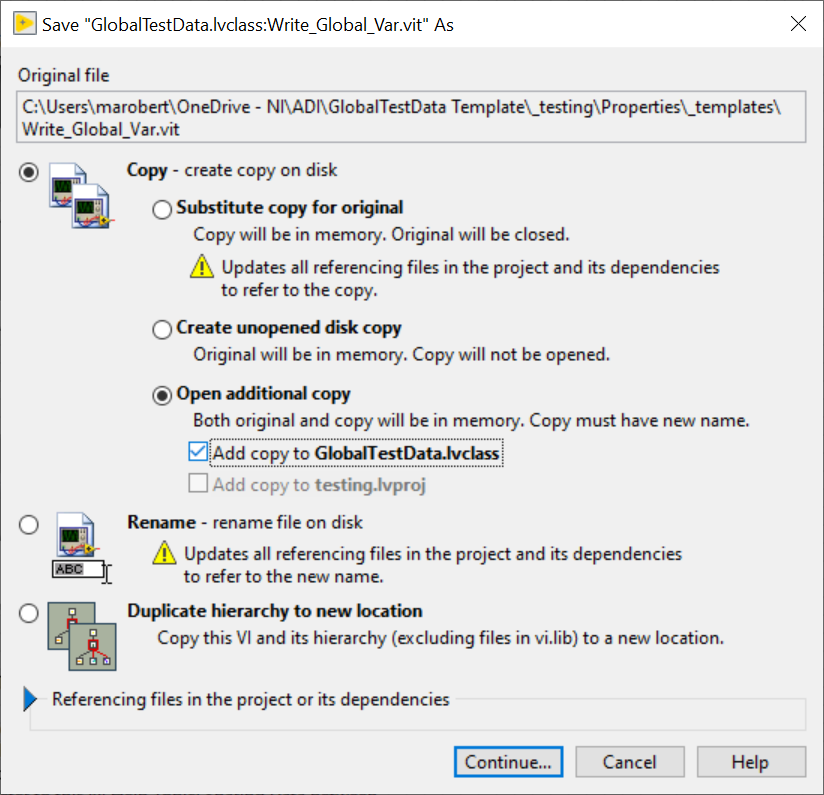 Save "GlobalTestData.lvclass:Write_Global_Var.vit" As
Original file
C:\Users\marobert\OneDrive - NI\ADI\GlobalTestData Template\_testing\Properties\_templates\
Write_Global_Var.vit
Copy - create copy on disk
Substitute copy for original
Copy will be in memory. Original will be closed.
Updates all referencing files in the project and its dependencies
to refer to the copy.
Create unopened disk copy
Original will be in memory. Copy will not be opened.
Open additional copy
Both original and copy will be in memory. Copy must have new name.
Add copy to GlobalTestData.lvclass
Add copy to testing.lvproj
Rename - rename file on disk
ABC
Updates all referencing files in the project and its dependencies
to refer to the new name.
Duplicate hierarchy to new location
Copy this VI and its hierarchy (excluding files in vi.lib) to a new location.
Referencing files in the project or its dependencies
Continue...
Cancel
Help